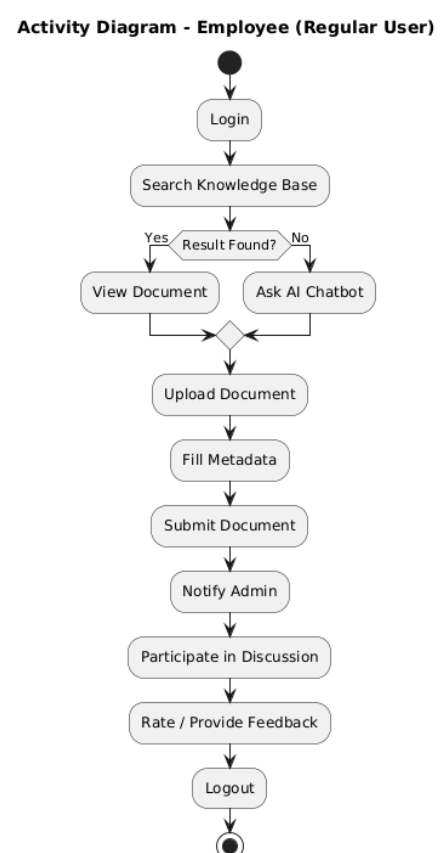 Activity Diagram - Employee (Regular User)
Login
Search Knowledge Base
Yes
Result Found?
No
View Document
Ask AI Chatbot
Upload Document
Fill Metadata
Submit Document
Notify Admin
Participate in Discussion
Rate / Provide Feedback
Logout